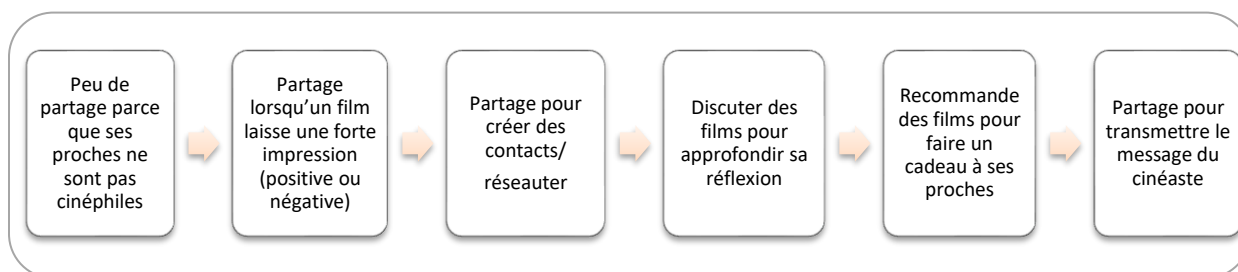 Peu de
partage parce
que ses
proches ne
sont pas
cinéphiles
Partage
lorsqu’un film
laisse une forte
impression
(positive ou
négative)
Partage pour
créer des
contacts/
réseauter
Discuter des
films pour
approfondir sa
réflexion
Recommande
des films pour
faire un
cadeau à ses
proches
Partage pour
transmettre le
message du
cinéaste